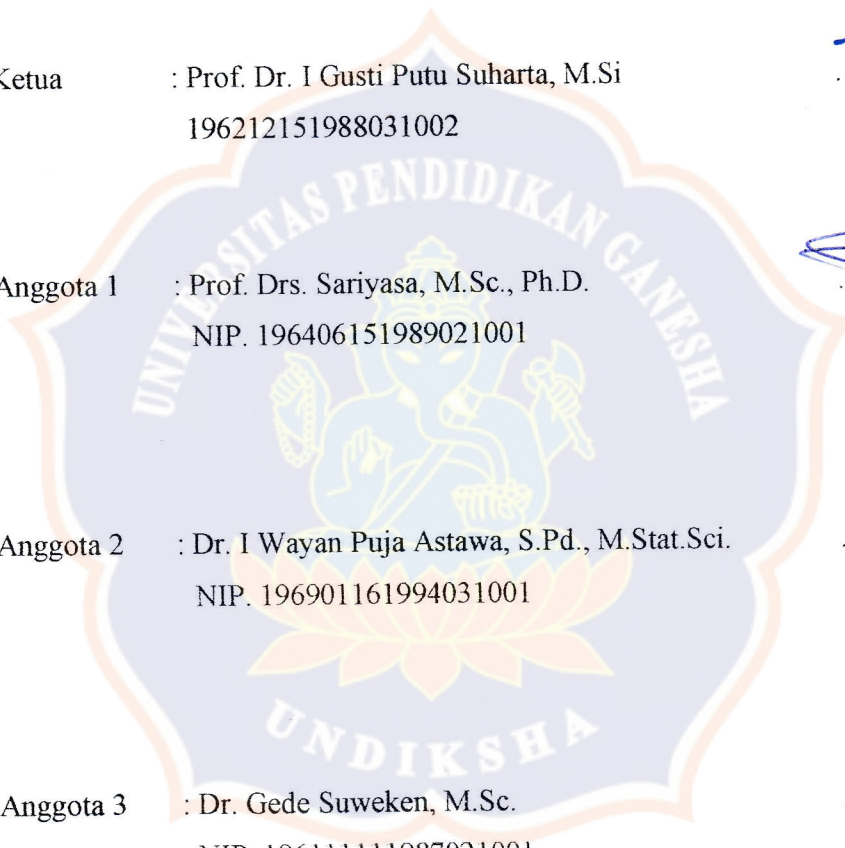 Ketua : Prof. Dr. I Gusti Putu Suharta, M.Si
196212151988031002
UNIVERSITAS PENDIDIKAN GANESHA
Anggota 1 : Prof. Drs. Sariyasa, M.Sc., Ph.D.
NIP. 196406151989021001
Anggota 2 : Dr. I Wayan Puja Astawa, S.Pd., M.Stat.Sci.
NIP. 196901161994031001
UNDIKSHA
Anggota 3 : Dr. Gede Suweken, M.Sc.
NIP. 196111111987021001